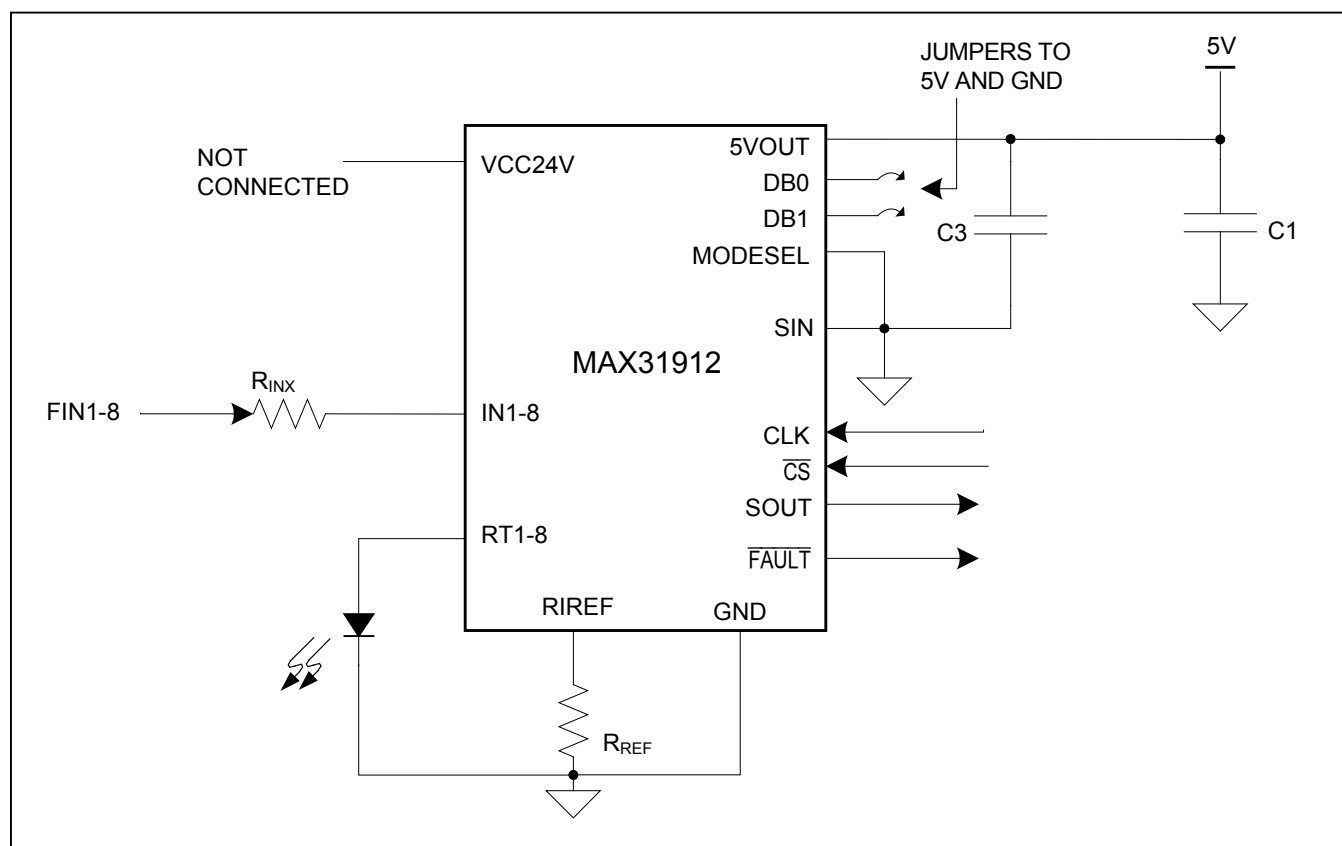 JUMPERS TO
5V AND GND
5V
NOT
CONNECTED
VCC24V
5VOUT
DB0
DB1
C3
C1
MODESEL
SIN
MAX31912
RINX
FIN1-8
IN1-8
CLK
CS
SOUT
RT1-8
FAULT
RIREF
GND
RREF